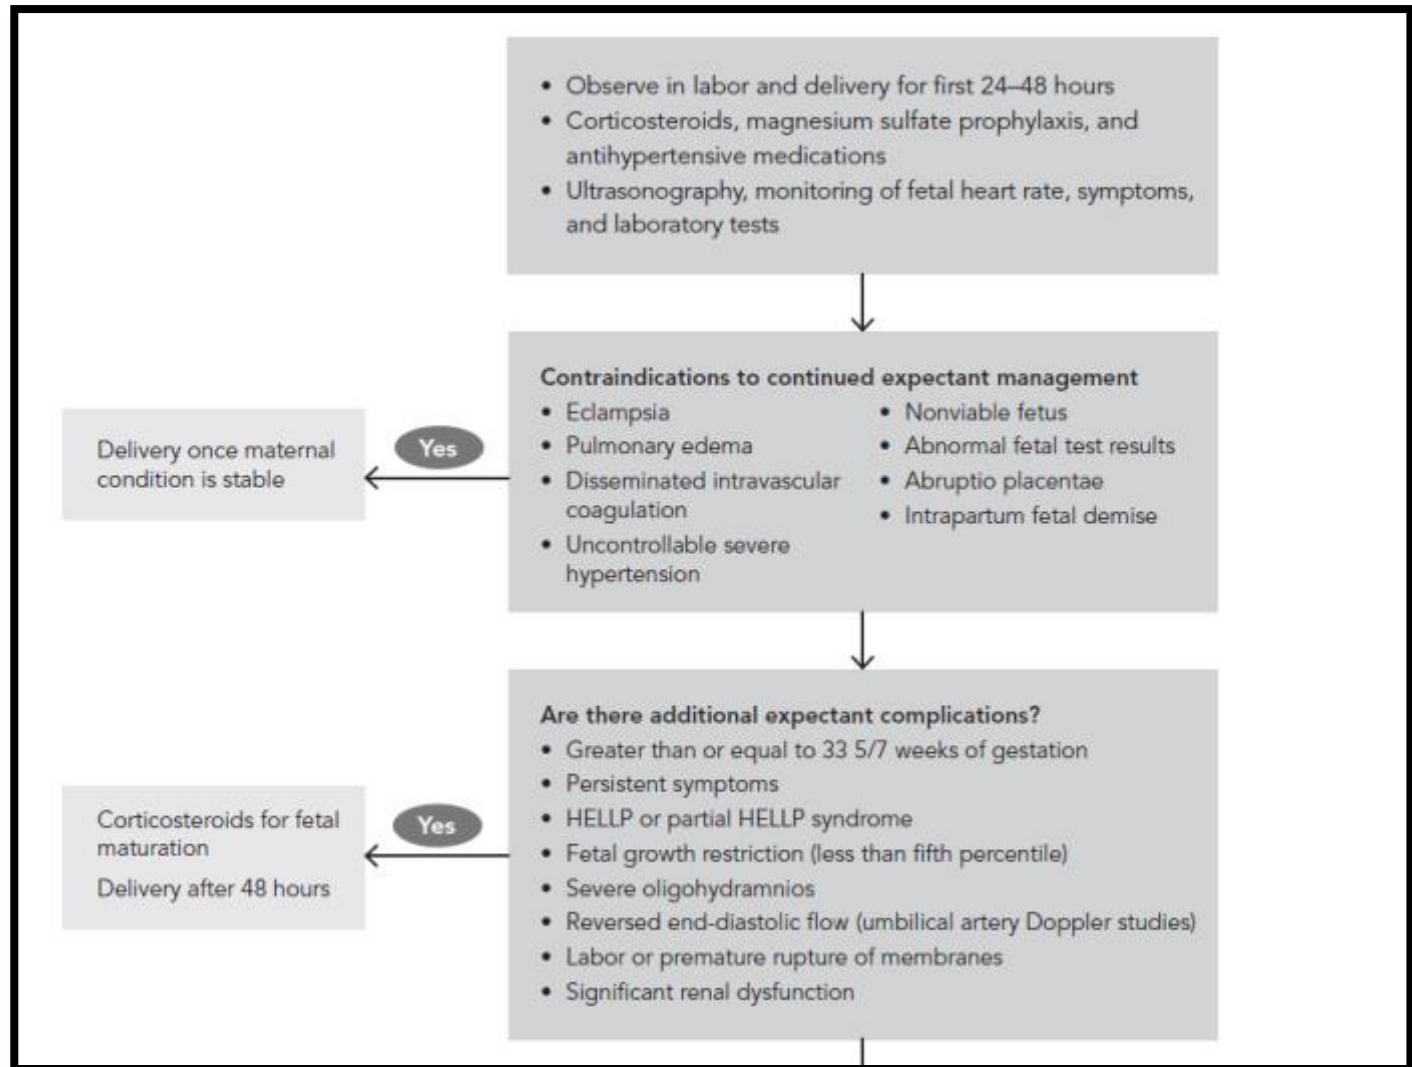 • Observe in labor and delivery for first 24–48 hours
• Corticosteroids, magnesium sulfate prophylaxis, and
antihypertensive medications
• Ultrasonography, monitoring of fetal heart rate, symptoms,
and laboratory tests
Contraindications to continued expectant management
• Eclampsia
• Pulmonary edema
• Disseminated intravascular
coagulation
• Uncontrollable severe
hypertension
• Nonviable fetus
• Abnormal fetal test results
• Abruptio placentae
• Intrapartum fetal demise
Yes
Delivery once maternal
condition is stable
Are there additional expectant complications?
• Greater than or equal to 33 5/7 weeks of gestation
• Persistent symptoms
• HELLP or partial HELLP syndrome
• Fetal growth restriction (less than fifth percentile)
• Severe oligohydramnios
• Reversed end-diastolic flow (umbilical artery Doppler studies)
• Labor or premature rupture of membranes
• Significant renal dysfunction
Yes
Corticosteroids for fetal
maturation
Delivery after 48 hours